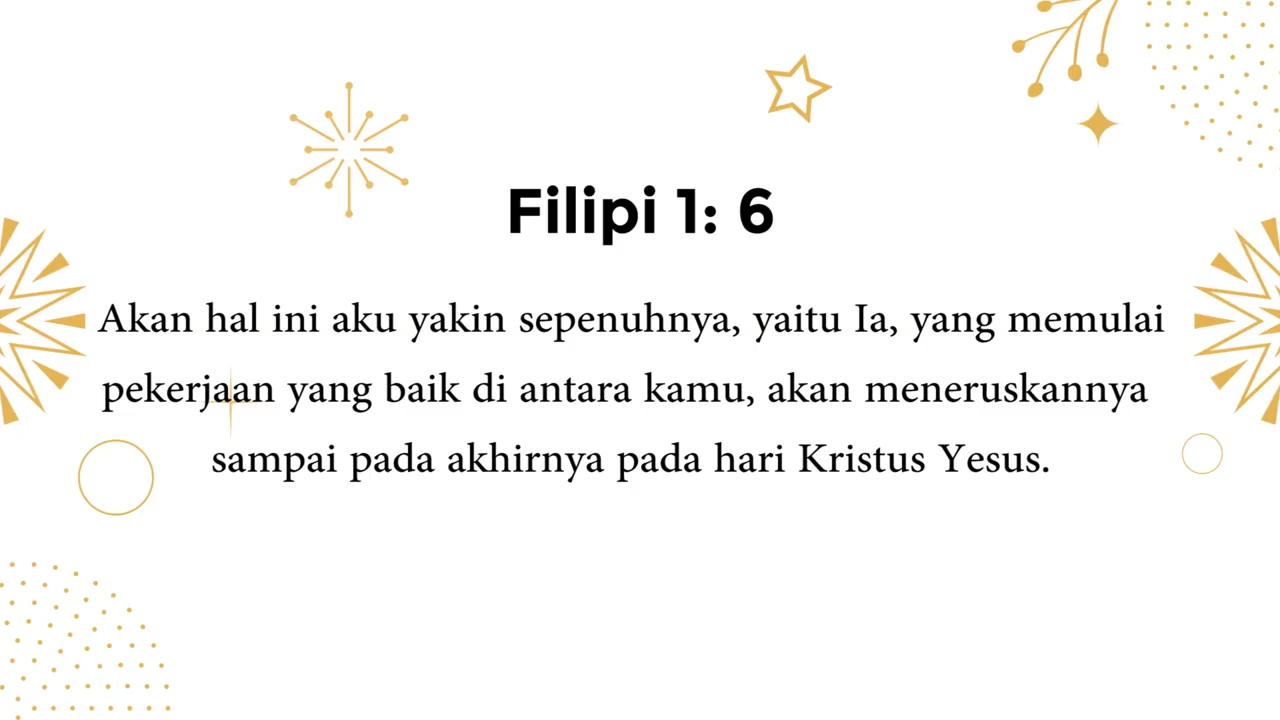 Filipi 1: 6
Akan hal ini aku yakin sepenuhnya, yaitu Ia, yang memulai
pekerjaan yang baik di antara kamu, akan meneruskannya
sampai pada akhirnya pada hari Kristus Yesus.